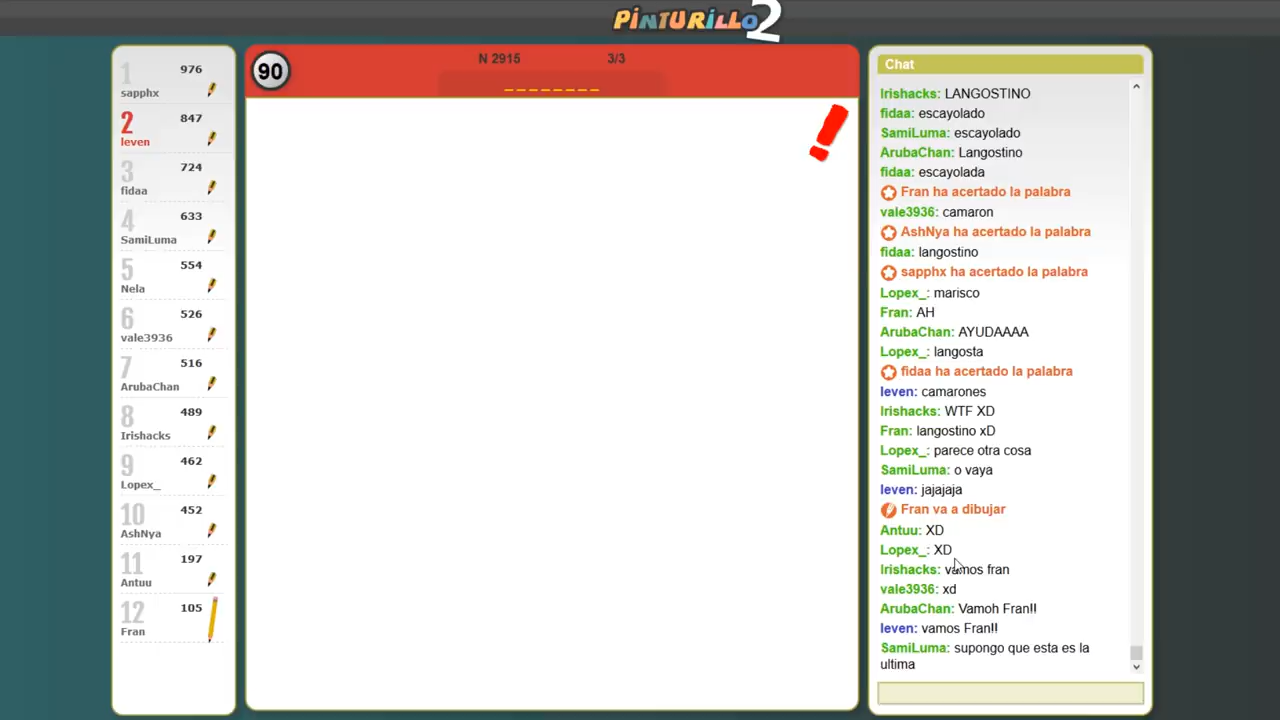 PINTURILLO2
1 976
sapphx
2 847
leven
3 724
fidaa
4 633
SamiLuma
5 554
Nela
6 526
vale3936
7 516
ArubaChan
8 489
Irishacks
9 462
Lopex_
10 452
AshNya
11 197
Antuu
12 105
Fran
90 N 2915 3/3
_ _ _ _ _ _ _ _
!
Chat
Irishacks: LANGOSTINO
fidaa: escayolado
SamiLuma: escayolado
ArubaChan: Langostino
fidaa: escayolada
Fran ha acertado la palabra
vale3936: camaron
AshNya ha acertado la palabra
fidaa: langostino
sapphx ha acertado la palabra
Lopex_: marisco
Fran: AH
ArubaChan: AYUDAAAA
Lopex_: langosta
fidaa ha acertado la palabra
leven: camarones
Irishacks: WTF XD
Fran: langostino xD
Lopex_: parece otra cosa
SamiLuma: o vaya
leven: jajajaja
Fran va a dibujar
Antuu: XD
Lopex_: XD
Irishacks: vamos fran
vale3936: xd
ArubaChan: Vamoh Fran!!
leven: vamos Fran!!
SamiLuma: supongo que esta es la
ultima